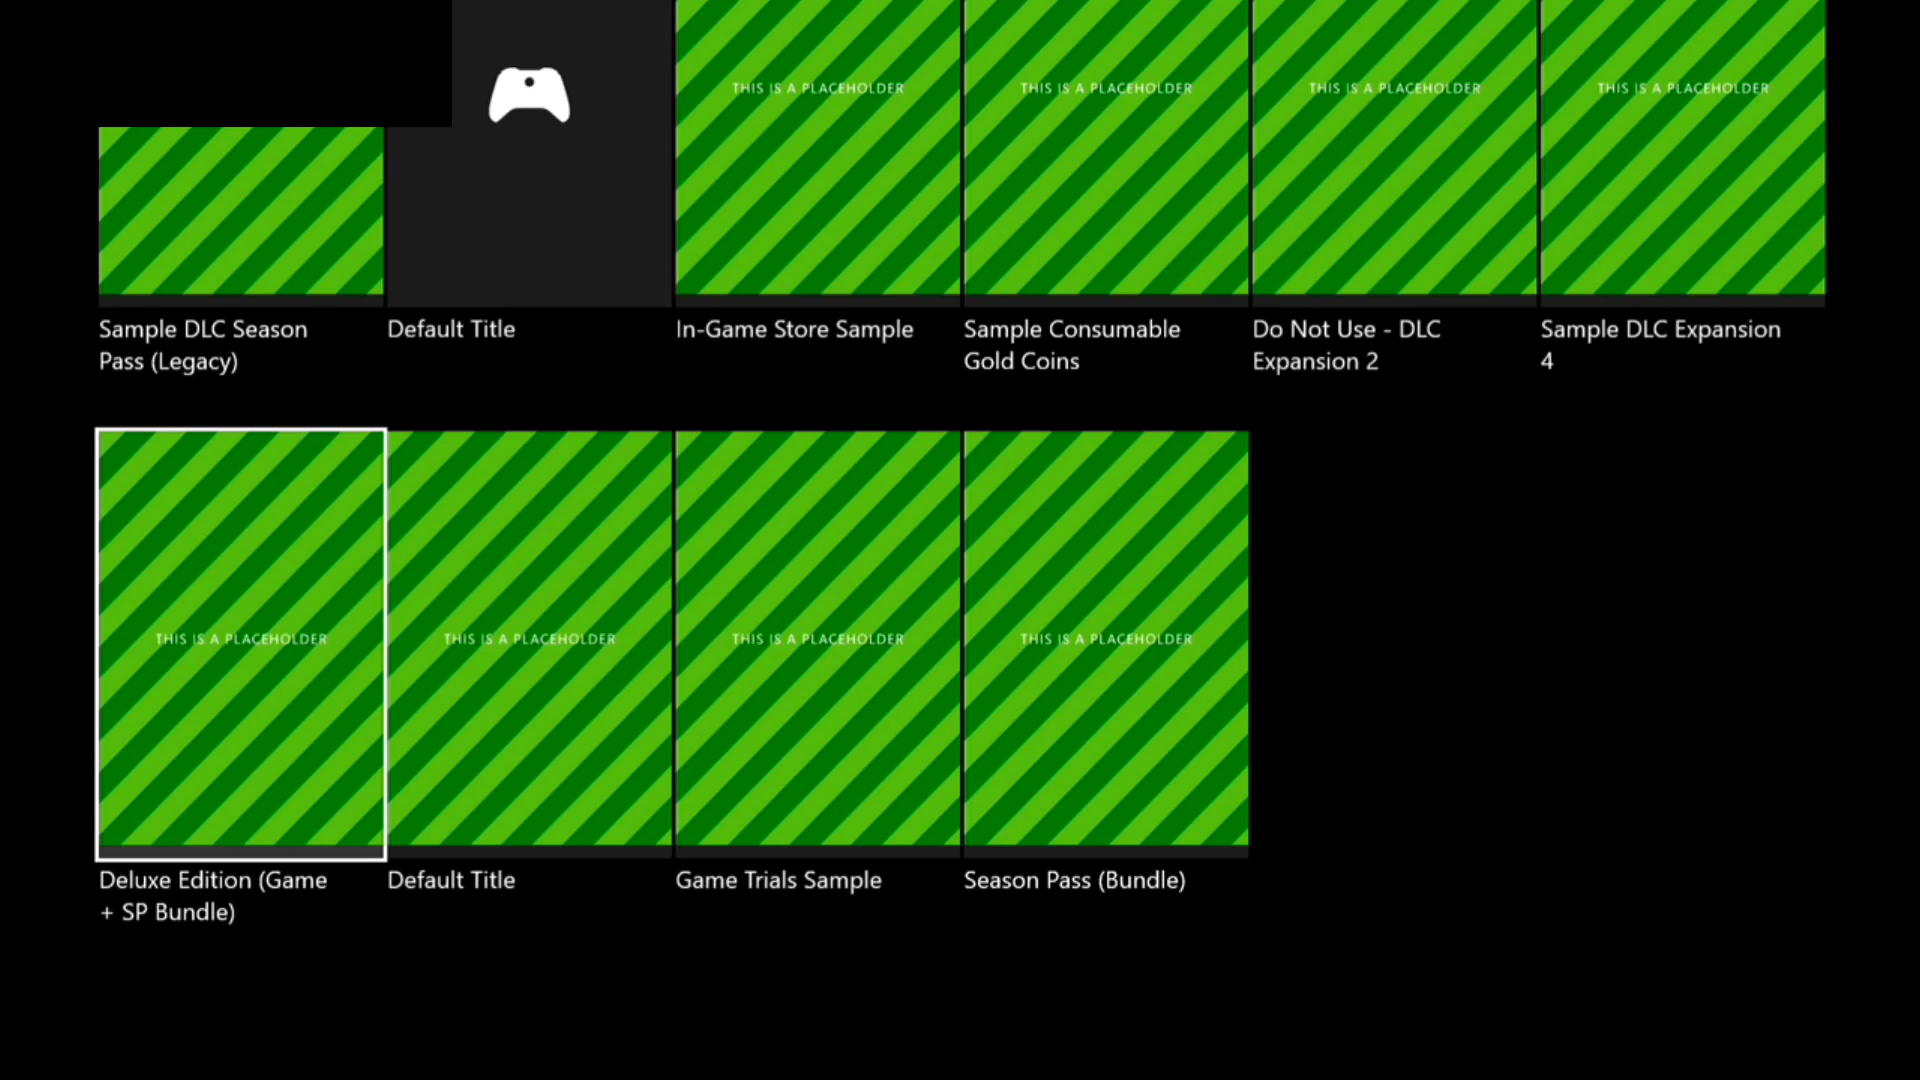 THIS IS A PLACEHOLDER
THIS IS A PLACEHOLDER
THIS IS A PLACEHOLDER
THIS IS A PLACEHOLDER
Sample DLC Season
Pass (Legacy)
Default Title
In-Game Store Sample
Sample Consumable
Gold Coins
Do Not Use - DLC
Expansion 2
Sample DLC Expansion
4
THIS IS A PLACEHOLDER
THIS IS A PLACEHOLDER
THIS IS A PLACEHOLDER
THIS IS A PLACEHOLDER
Deluxe Edition (Game
+ SP Bundle)
Default Title
Game Trials Sample
Season Pass (Bundle)